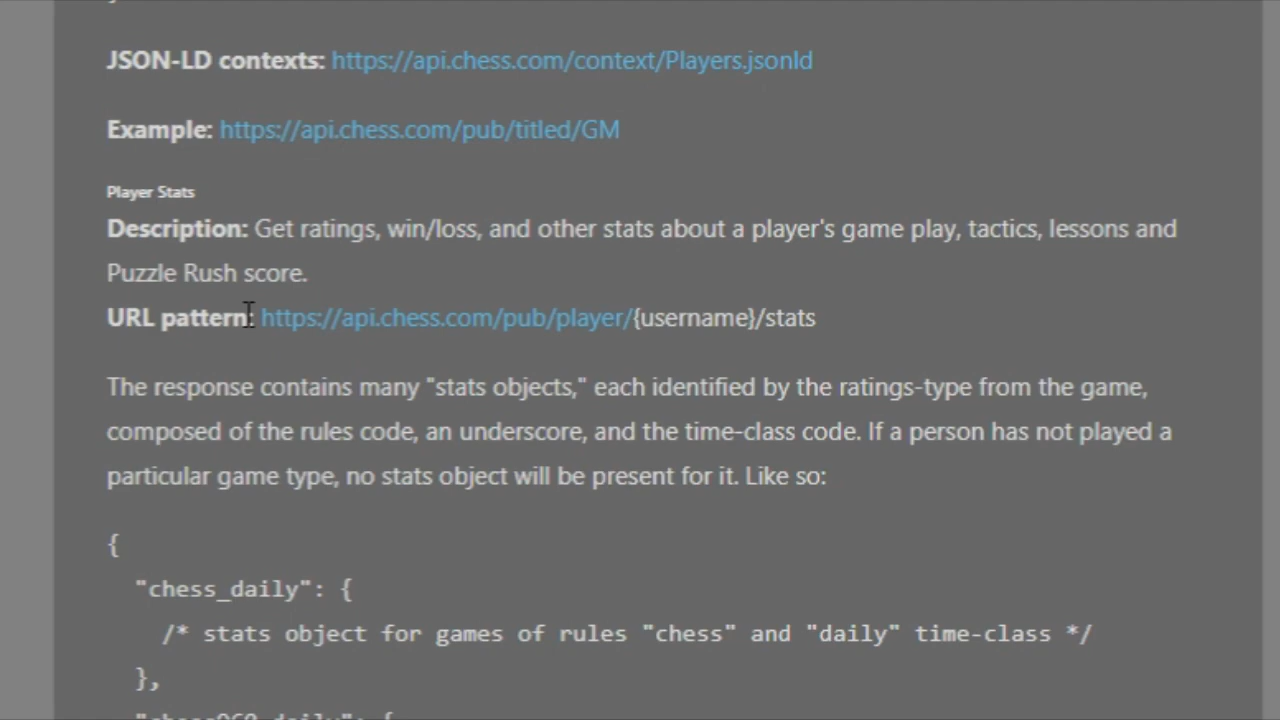 JSON-LD contexts: https://api.chess.com/context/Players.jsonld
Example: https://api.chess.com/pub/titled/GM
Player Stats
Description: Get ratings, win/loss, and other stats about a player's game play, tactics, lessons and
Puzzle Rush score.
URL pattern: https://api.chess.com/pub/player/{username}/stats
The response contains many "stats objects," each identified by the ratings-type from the game,
composed of the rules code, an underscore, and the time-class code. If a person has not played a
particular game type, no stats object will be present for it. Like so:
{
"chess_daily": {
/* stats object for games of rules "chess" and "daily" time-class */
},
"chess960_daily": {